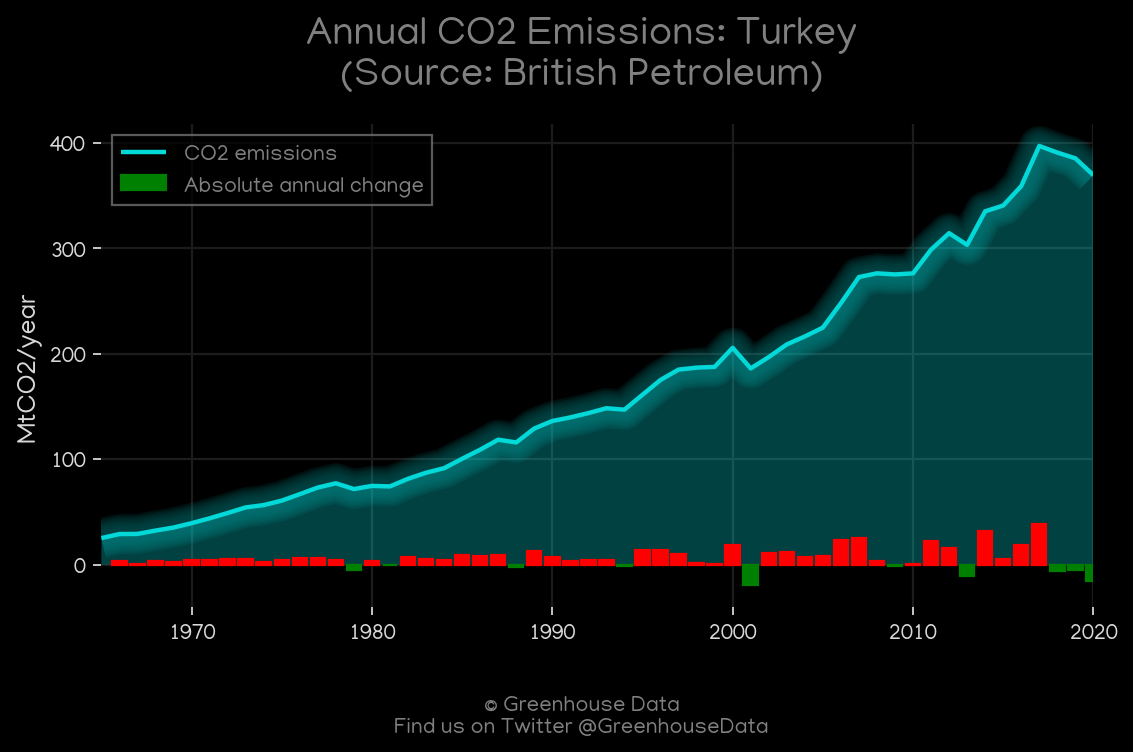 Annual CO2 Emissions: Turkey
(Source: British Petroleum)
CO2 emissions
Absolute annual change
MtCO2/year
400
300
200
100
0
1970 1980 1990 2000 2010 2020
© Greenhouse Data
Find us on Twitter @GreenhouseData